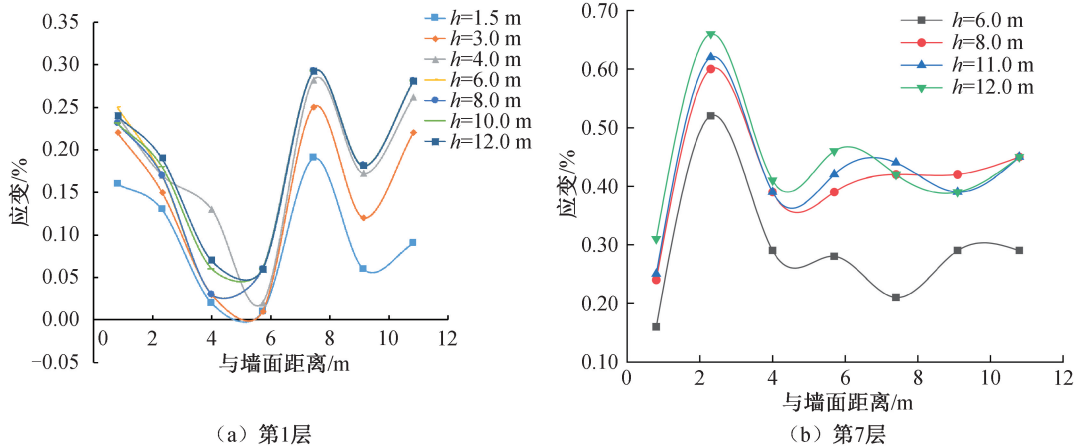 0.35
0.30
0.25
0.20
0.15
0.10
0.05
0.00
−0.05
应变/%
0
2
4
6
8
10
12
与墙面距离/m
h=1.5 m
h=3.0 m
h=4.0 m
h=6.0 m
h=8.0 m
h=10.0 m
h=12.0 m
（a）第1层
0.70
0.60
0.50
0.40
0.30
0.20
0.10
应变/%
0
2
4
6
8
10
12
与墙面距离/m
h=6.0 m
h=8.0 m
h=11.0 m
h=12.0 m
（b）第7层